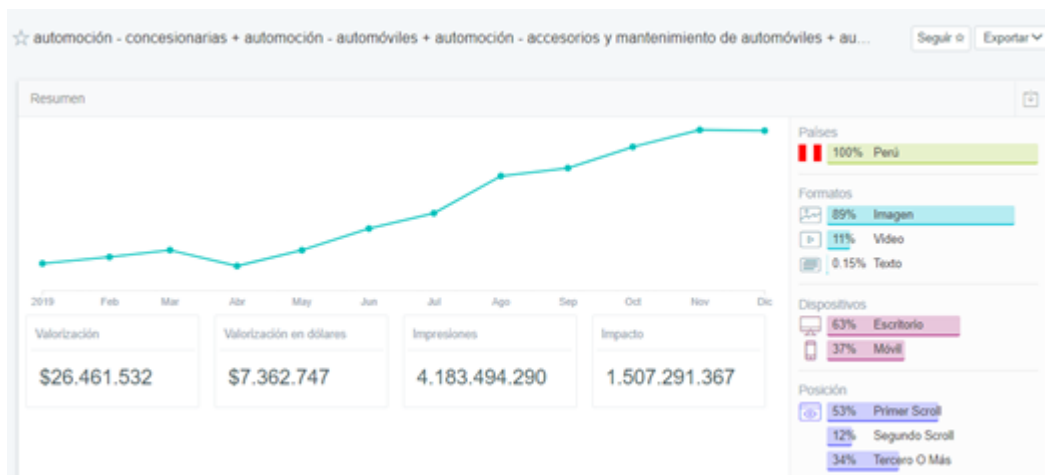 automoción - concesionarias + automoción - automóviles + automoción - accesorios y mantenimiento de automóviles + au...
Seguir
Exportar
Resumen
2019 Feb Mar Abr May Jun Jul Ago Sep Oct Nov Dic
Valorización
$26.461.532
Valorización en dólares
$7.362.747
Impresiones
4.183.494.290
Impacto
1.507.291.367
Países
100% Perú
Formatos
89% Imagen
11% Video
0.15% Texto
Dispositivos
63% Escritorio
37% Móvil
Posición
53% Primer Scroll
12% Segundo Scroll
34% Tercero O Más